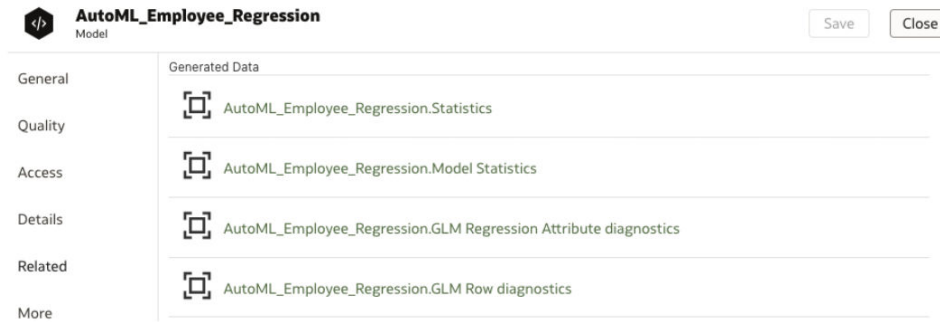 AutoML_Employee_Regression
Model
Save
Close
General
Quality
Access
Details
Related
More
Generated Data
AutoML_Employee_Regression.Statistics
AutoML_Employee_Regression.Model Statistics
AutoML_Employee_Regression.GLM Regression Attribute diagnostics
AutoML_Employee_Regression.GLM Row diagnostics